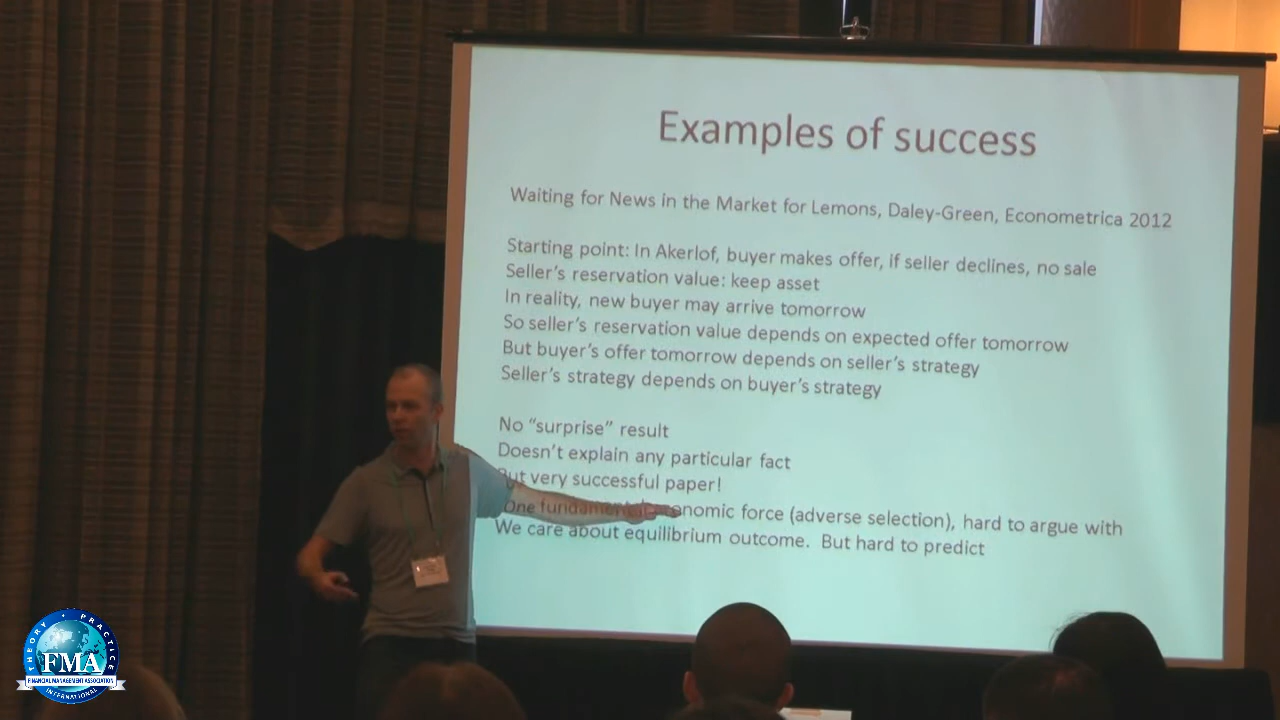 Examples of success
Waiting for News in the Market for Lemons, Daley-Green, Econometrica 2012
Starting point: In Akerlof, buyer makes offer, if seller declines, no sale
Seller's reservation value: keep asset
In reality, new buyer may arrive tomorrow
So seller's reservation value depends on expected offer tomorrow
But buyer's offer tomorrow depends on seller's strategy
Seller's strategy depends on buyer's strategy
No "surprise" result
Doesn't explain any particular fact
But very successful paper!
One fundamental economic force (adverse selection), hard to argue with
We care about equilibrium outcome. But hard to predict
THEORY • PRACTICE
FMA
FINANCIAL MANAGEMENT ASSOCIATION
INTERNATIONAL